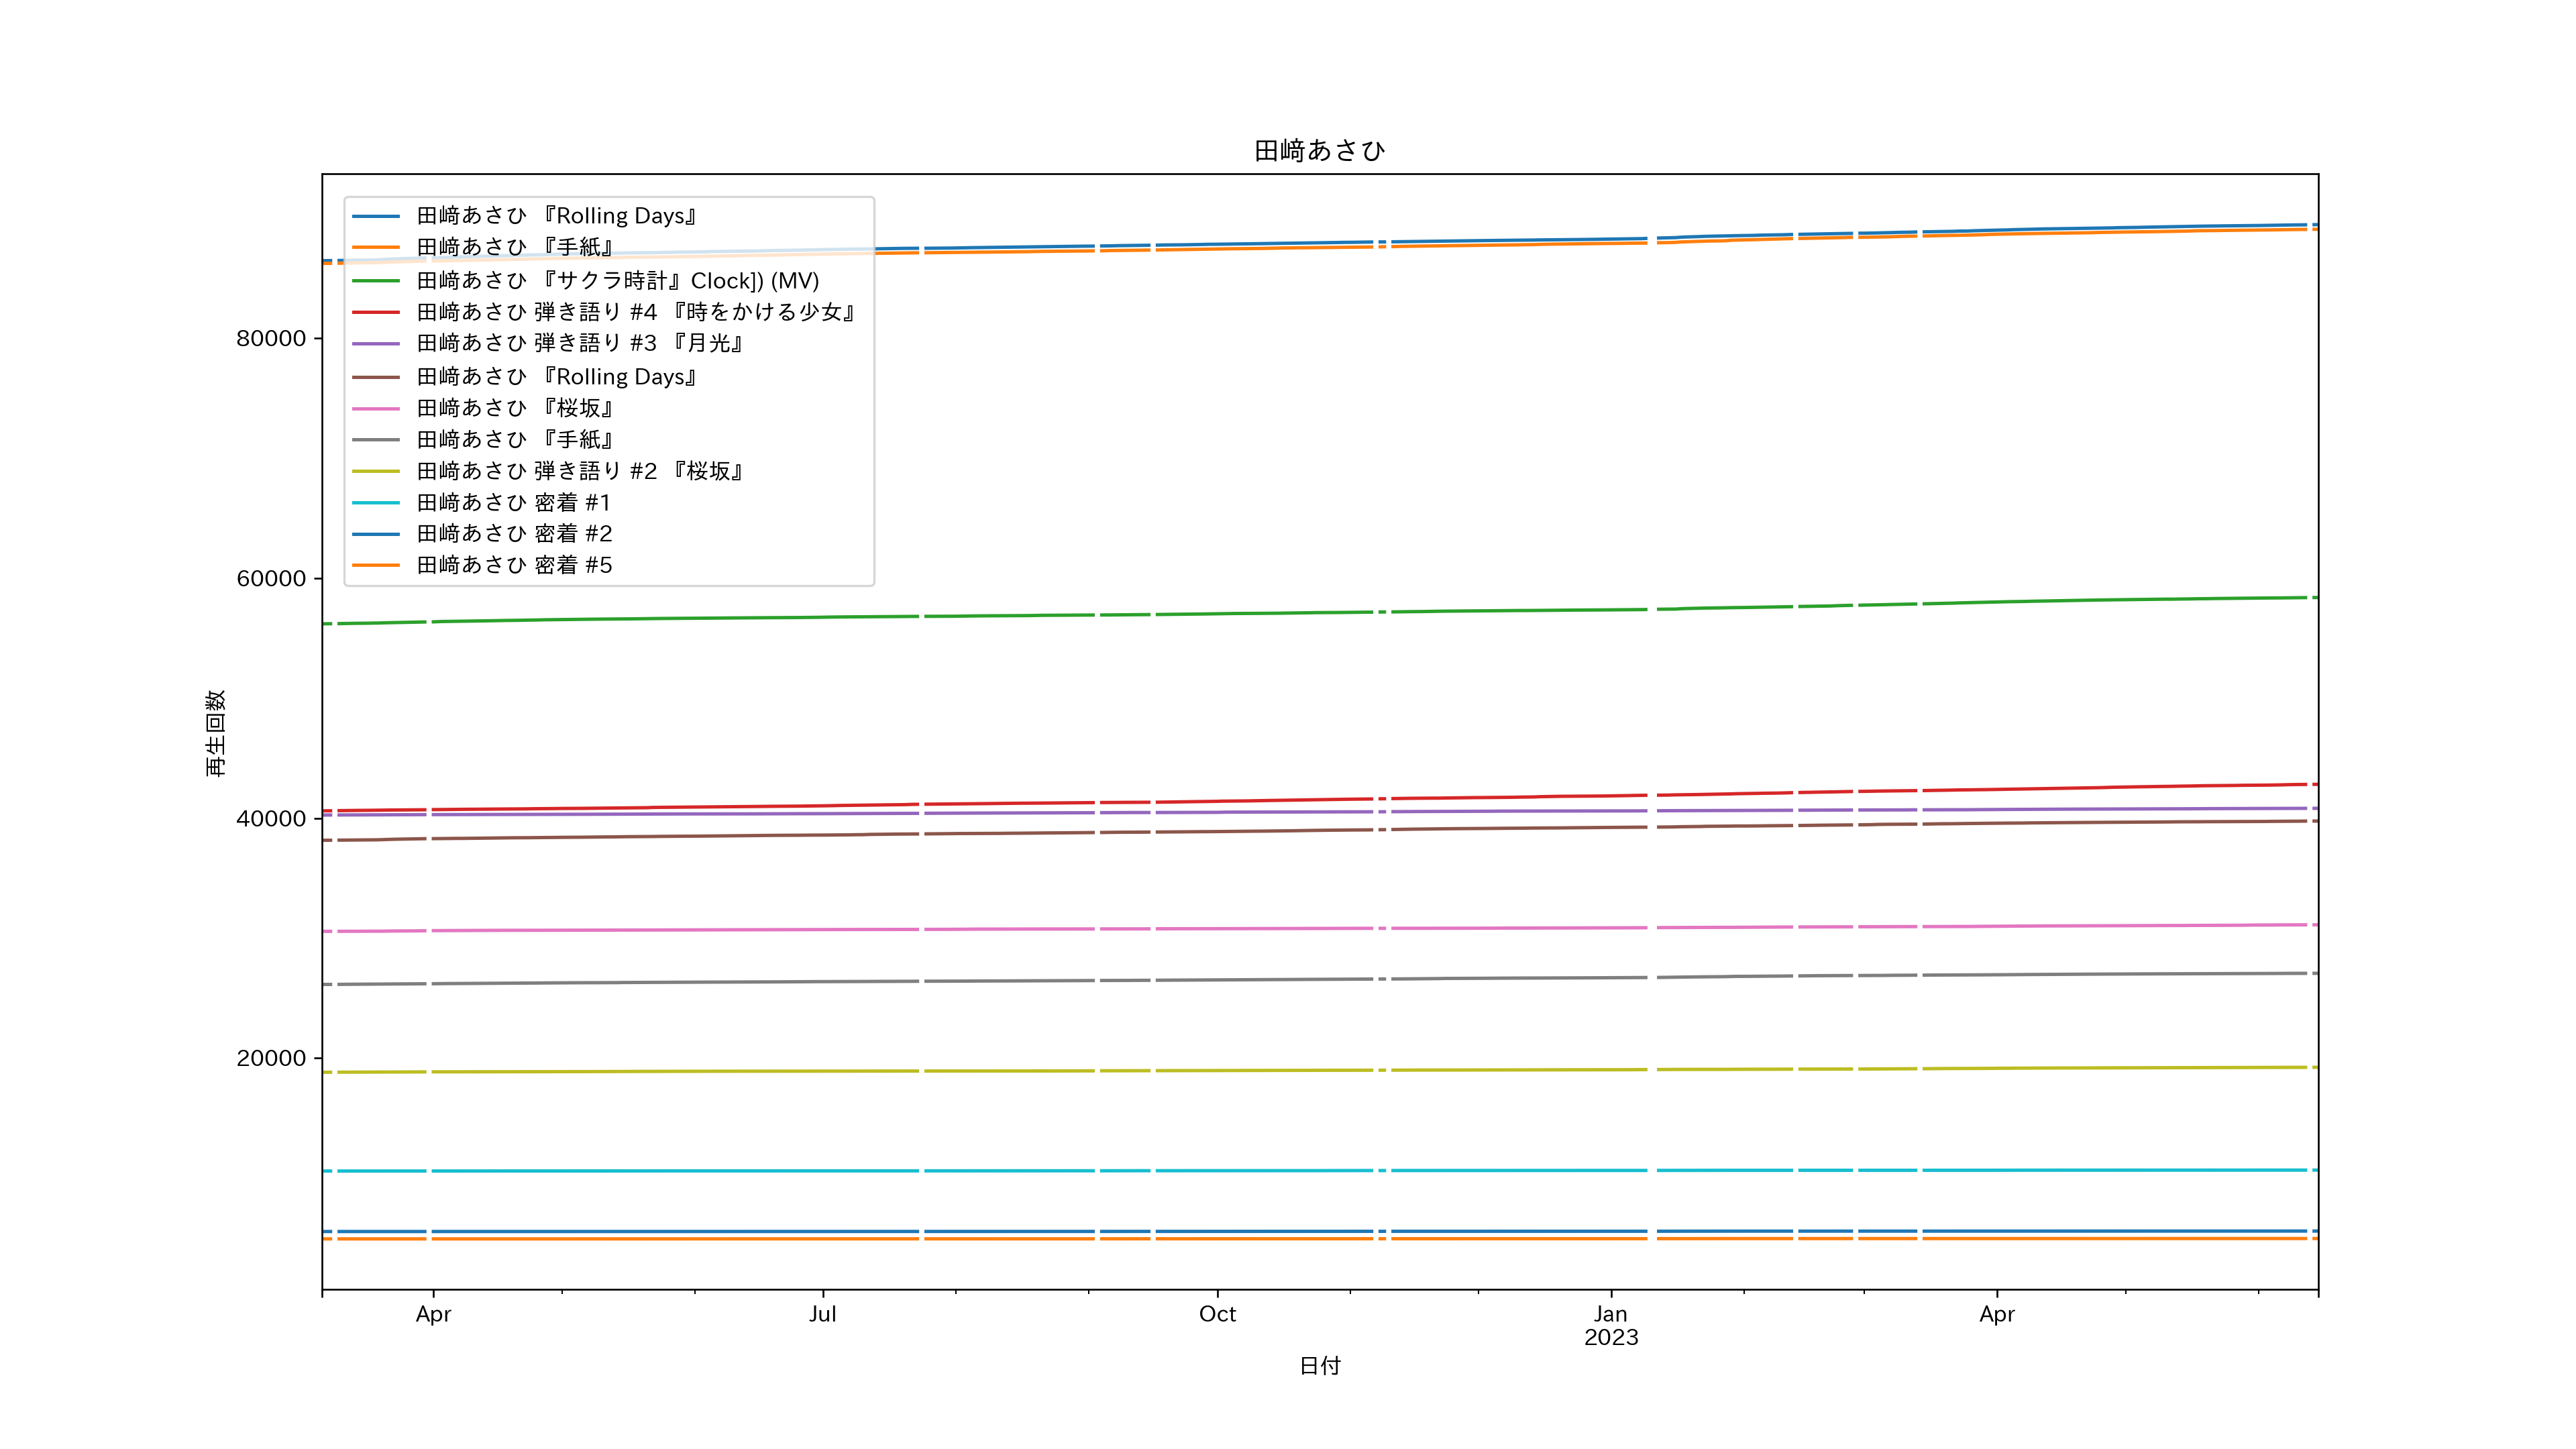 田﨑あさひ
田﨑あさひ 『Rolling Days』
田﨑あさひ 『手紙』
田﨑あさひ 『サクラ時計』Clock]) (MV)
田﨑あさひ 弾き語り #4 『時をかける少女』
田﨑あさひ 弾き語り #3 『月光』
田﨑あさひ 『Rolling Days』
田﨑あさひ 『桜坂』
田﨑あさひ 『手紙』
田﨑あさひ 弾き語り #2 『桜坂』
田﨑あさひ 密着 #1
田﨑あさひ 密着 #2
田﨑あさひ 密着 #5
80000
60000
40000
20000
再生回数
Apr
Jul
Oct
Jan
2023
Apr
日付